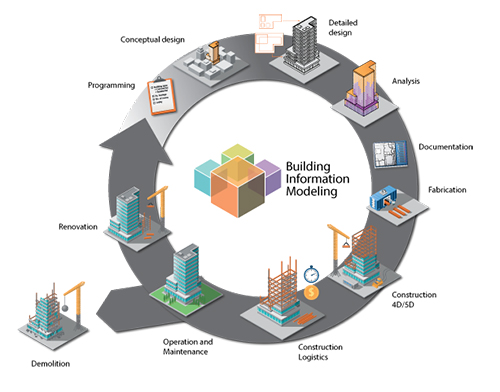 Detailed
design
Conceptual design
Analysis
Programming
Documentation
Building
Information
Modeling
Fabrication
Renovation
Construction
4D/5D
Operation and
Maintenance
Construction
Logistics
Demolition
$